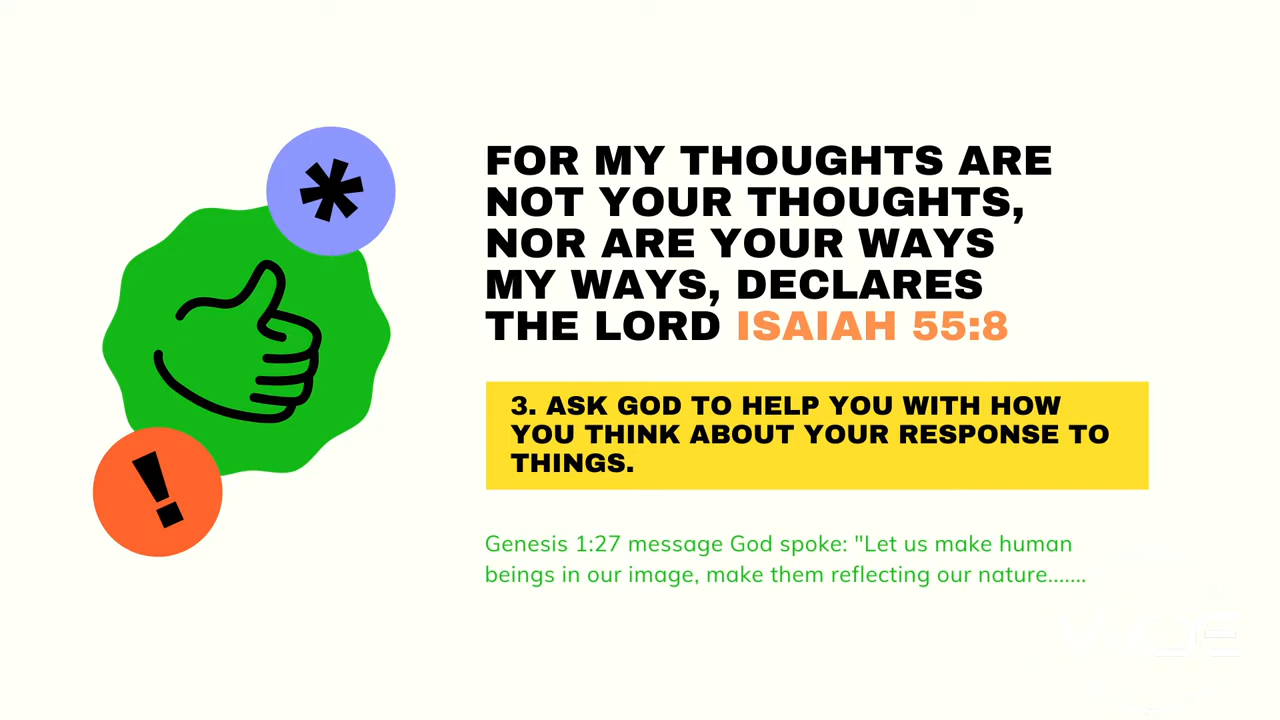 *
!
FOR MY THOUGHTS ARE
NOT YOUR THOUGHTS,
NOR ARE YOUR WAYS
MY WAYS, DECLARES
THE LORD ISAIAH 55:8
3. ASK GOD TO HELP YOU WITH HOW
YOU THINK ABOUT YOUR RESPONSE TO
THINGS.
Genesis 1:27 message God spoke: "Let us make human
beings in our image, make them reflecting our nature.......